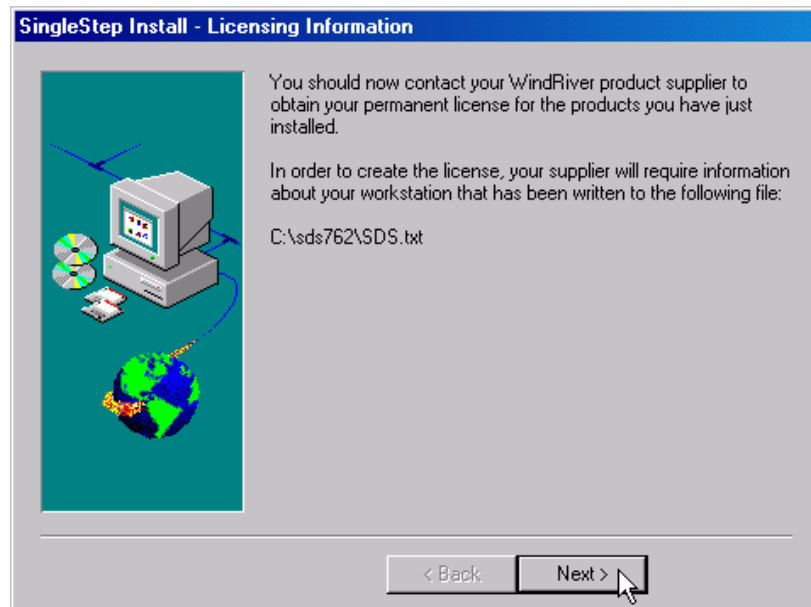 SingleStep Install - Licensing Information
You should now contact your WindRiver product supplier to
obtain your permanent license for the products you have just
installed.
In order to create the license, your supplier will require information
about your workstation that has been written to the following file:
C:\sds762\SDS.txt
< Back
Next >